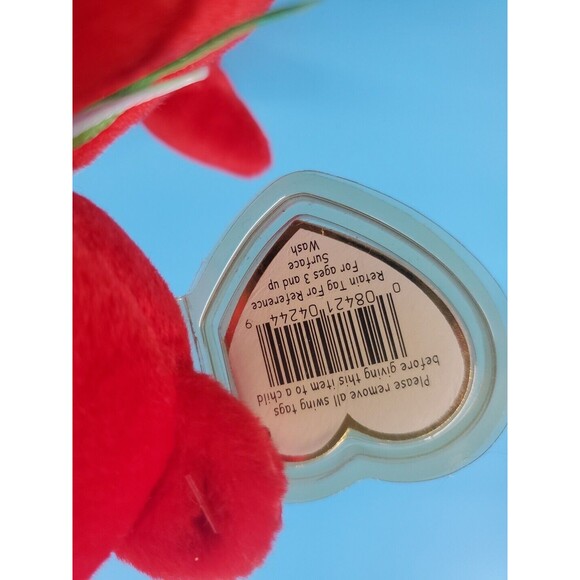 Please remove all swing tags
before giving this item to a child
0 08421 04244 9
Retain Tag For Reference
For ages 3 and up
Surface
Wash